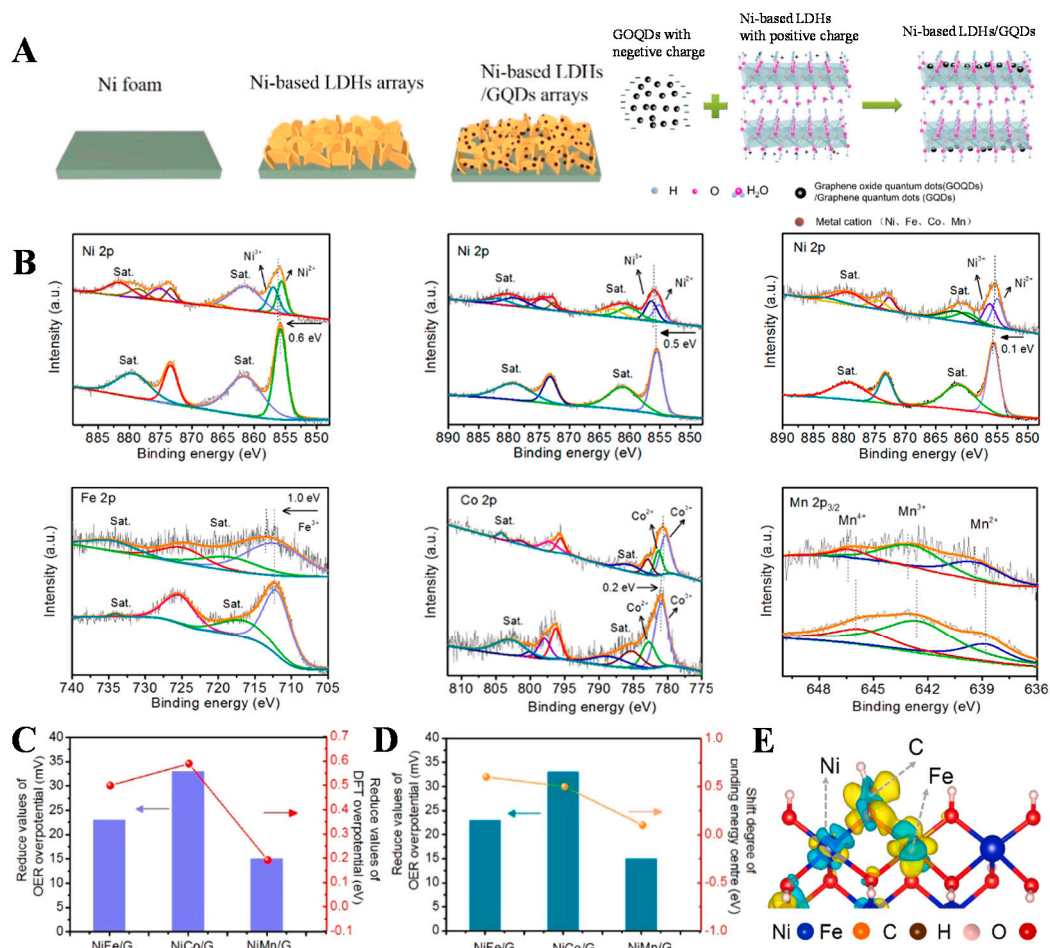 A
Ni foam
Ni-based LDHs arrays
Ni-based LDHs
/GQDs arrays
GOQDs with
negetive charge
Ni-based LDHs
with positive charge
Ni-based LDHs/GQDs
H O H₂O
Graphene oxide quantum dots(GOQDs)
/Graphene quantum dots (GQDs)
Metal cation （Ni、Fe、Co、Mn）
B
Ni 2p
Sat.
Sat.
Ni³⁺
Ni²⁺
0.6 eV
Sat.
Sat.
Intensity (a.u.)
885 880 875 870 865 860 855 850
Binding energy (eV)
Ni 2p
Sat.
Sat.
Ni³⁺
Ni²⁺
0.5 eV
Sat.
Sat.
Intensity (a.u.)
890 885 880 875 870 865 860 855 850
Binding energy (eV)
Ni 2p
Sat.
Sat.
Ni³⁺
Ni²⁺
0.1 eV
Sat.
Sat.
Intensity (a.u.)
890 885 880 875 870 865 860 855 850
Binding energy (eV)
Fe 2p
1.0 eV
Fe³⁺
Sat.
Sat.
Sat.
Sat.
Intensity (a.u.)
740 735 730 725 720 715 710 705
Binding energy (eV)
Co 2p
Sat.
Sat.
Co²⁺
Co³⁺
0.2 eV
Sat.
Sat.
Co²⁺
Co³⁺
Intensity (a.u.)
810 805 800 795 790 785 780 775
Binding energy (eV)
Mn 2p₃/₂
Mn⁴⁺
Mn³⁺
Mn²⁺
Intensity (a.u.)
648 645 642 639 636
Binding energy (eV)
C
Reduce values of
OER overpotential (mV)
40
35
30
25
20
15
10
5
0
0.7
0.6
0.5
0.4
0.3
0.2
0.1
0.0
-0.1
Reduce values of
DFT overpotential (eV)
NiFe/G NiCo/G NiMn/G
D
Reduce values of
OER overpotential (mV)
40
35
30
25
20
15
10
5
0
1.0
0.5
0.0
-0.5
-1.0
Shift degree of
binding energy centre (eV)
NiFe/G NiCo/G NiMn/G
E
Ni
C
Fe
Ni Fe C H O